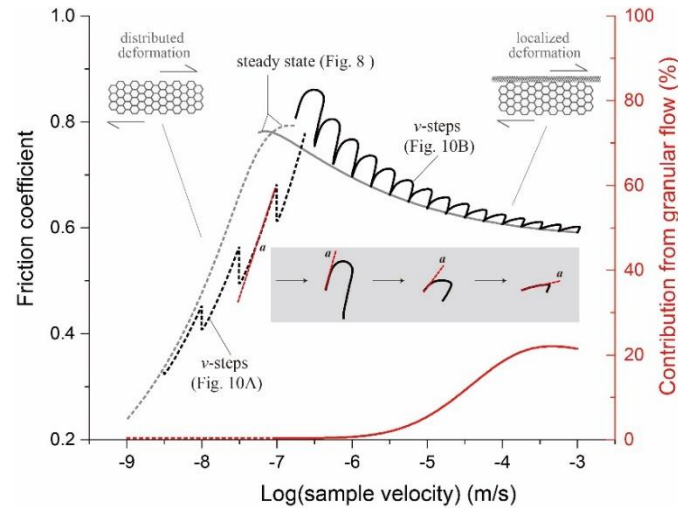 distributed
deformation
steady state (Fig. 8 )
localized
deformation
v-steps
(Fig. 10B)
a
a
a
a
v-steps
(Fig. 10A)
1.0
0.8
0.6
0.4
0.2
Friction coefficient
100
80
60
40
20
0
Contribution from granular flow (%)
-9
-8
-7
-6
-5
-4
-3
Log(sample velocity) (m/s)